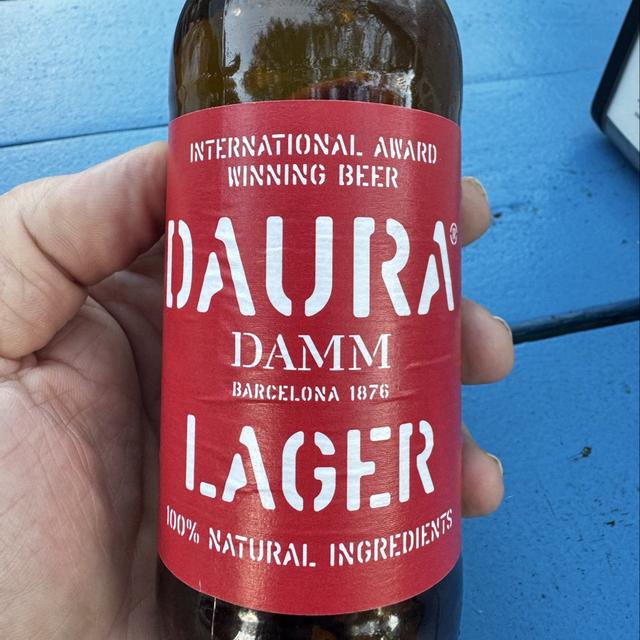 INTERNATIONAL AWARD
WINNING BEER
DAURA®
DAMM
BARCELONA 1876
LAGER
100% NATURAL INGREDIENTS